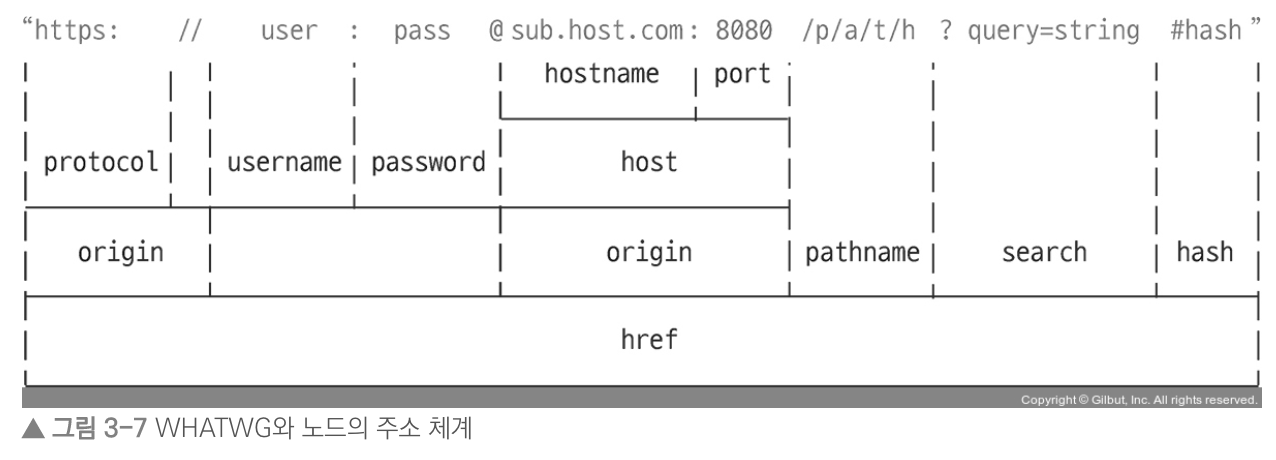 “https: // user : pass @ sub.host.com : 8080 /p/a/t/h ? query=string #hash ”
hostname port
protocol username password host
origin origin pathname search hash
href
Copyright © Gilbut, Inc. All rights reserved.
▲ 그림 3-7 WHATWG와 노드의 주소 체계